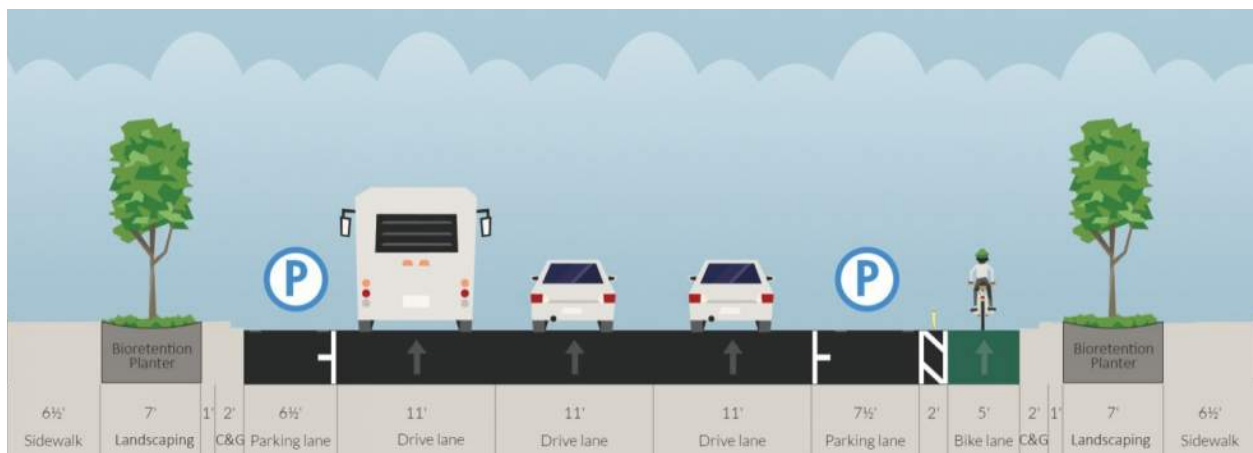 P
P
Bioretention
Planter
Bioretention
Planter
6½' 7' 1' 2' 6½' 11' 11' 11' 7½' 2' 5' 2' 1' 7' 6½'
Sidewalk Landscaping C&G Parking lane Drive lane Drive lane Drive lane Parking lane Bike lane C&G Landscaping Sidewalk